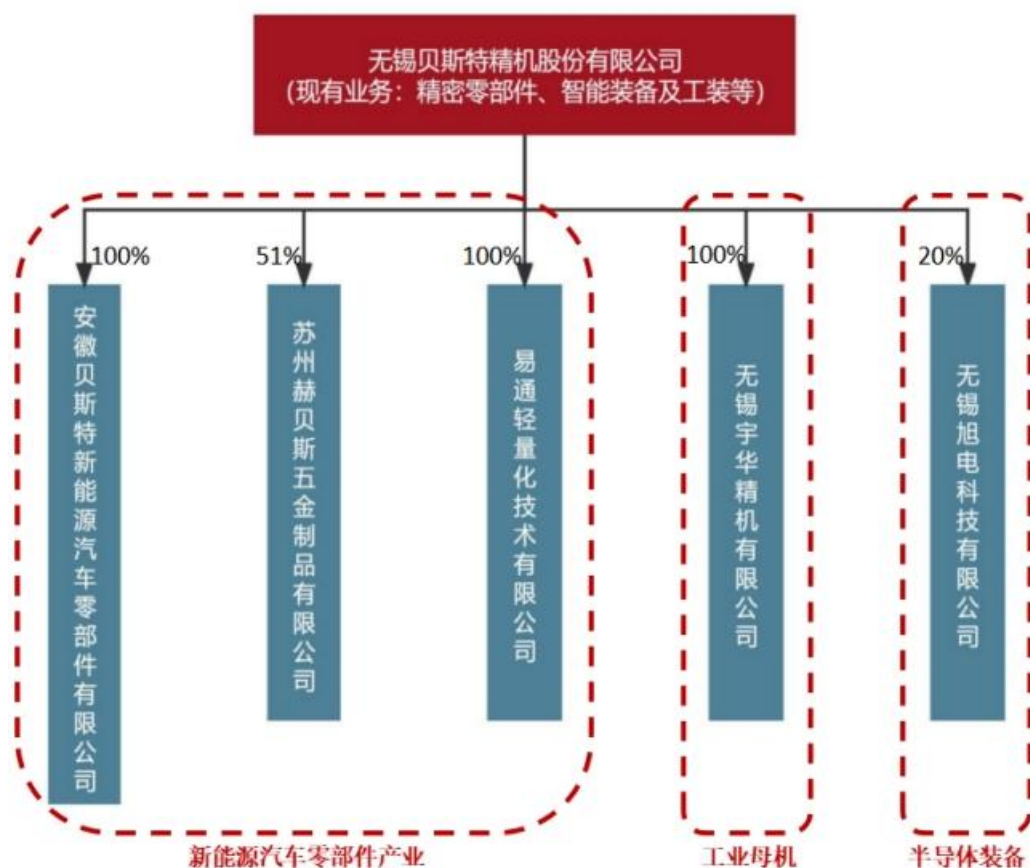 无锡贝斯特精机股份有限公司
（现有业务：精密零部件、智能装备及工装等）
100%
51%
100%
100%
20%
安徽贝斯特新能源汽车零部件有限公司
苏州赫贝斯五金制品有限公司
易通轻量化技术有限公司
无锡宇华精机有限公司
无锡旭电科技有限公司
新能源汽车零部件产业
工业母机
半导体装备